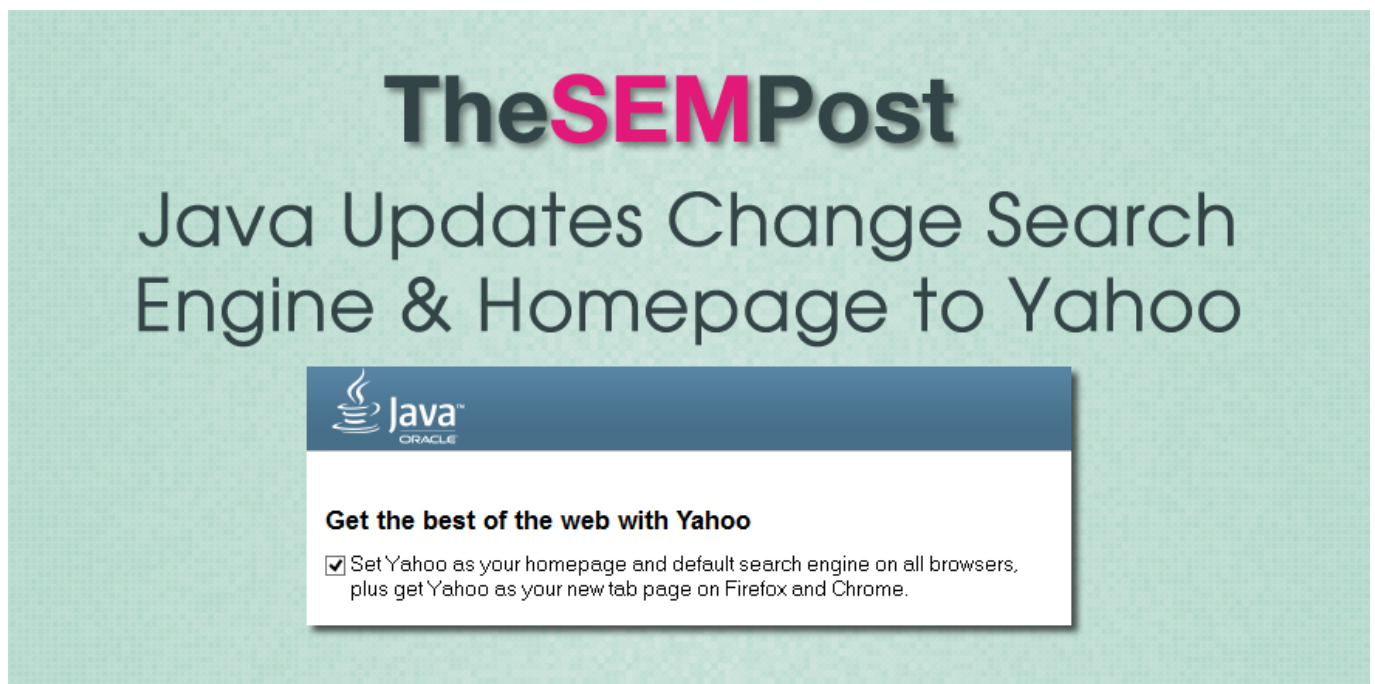 TheSEMPost
Java Updates Change Search
Engine & Homepage to Yahoo
Java™
ORACLE
Get the best of the web with Yahoo
Set Yahoo as your homepage and default search engine on all browsers,
plus get Yahoo as your new tab page on Firefox and Chrome.